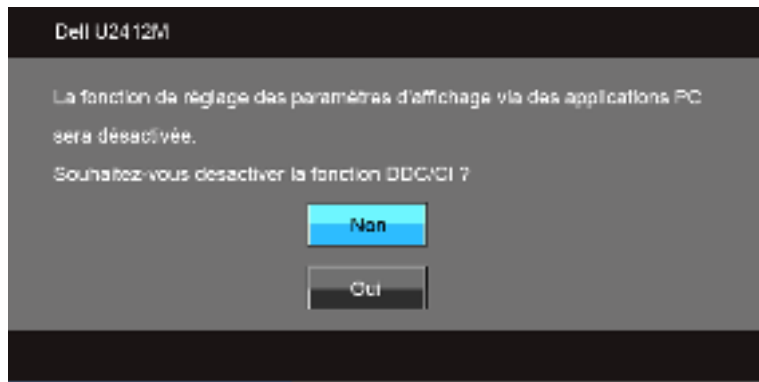 Dell U2412M
La fonction de réglage des paramètres d'affichage via des applications PC
sera désactivée.
Souhaitez-vous desactiver la fonction DDC/CI ?
Non
Oui